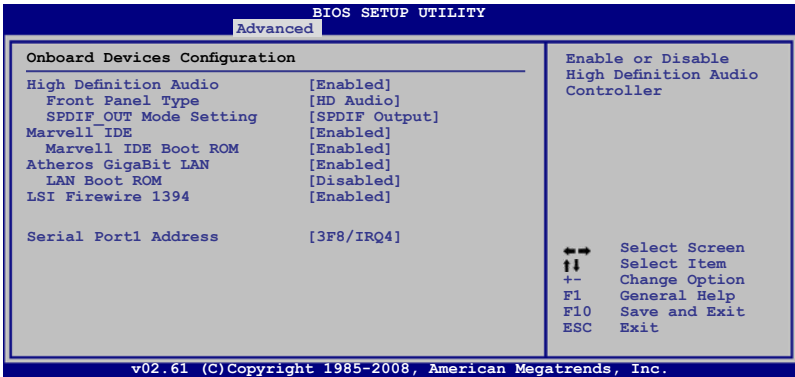 BIOS SETUP UTILITY
Advanced
Onboard Devices Configuration
High Definition Audio [Enabled]
Front Panel Type [HD Audio]
SPDIF_OUT Mode Setting [SPDIF Output]
Marvell IDE [Enabled]
Marvell IDE Boot ROM [Enabled]
Atheros GigaBit LAN [Enabled]
LAN Boot ROM [Disabled]
LSI Firewire 1394 [Enabled]
Serial Port1 Address [3F8/IRQ4]
Enable or Disable
High Definition Audio
Controller
←→ Select Screen
↑↓ Select Item
+- Change Option
F1 General Help
F10 Save and Exit
ESC Exit
v02.61 (C)Copyright 1985-2008, American Megatrends, Inc.